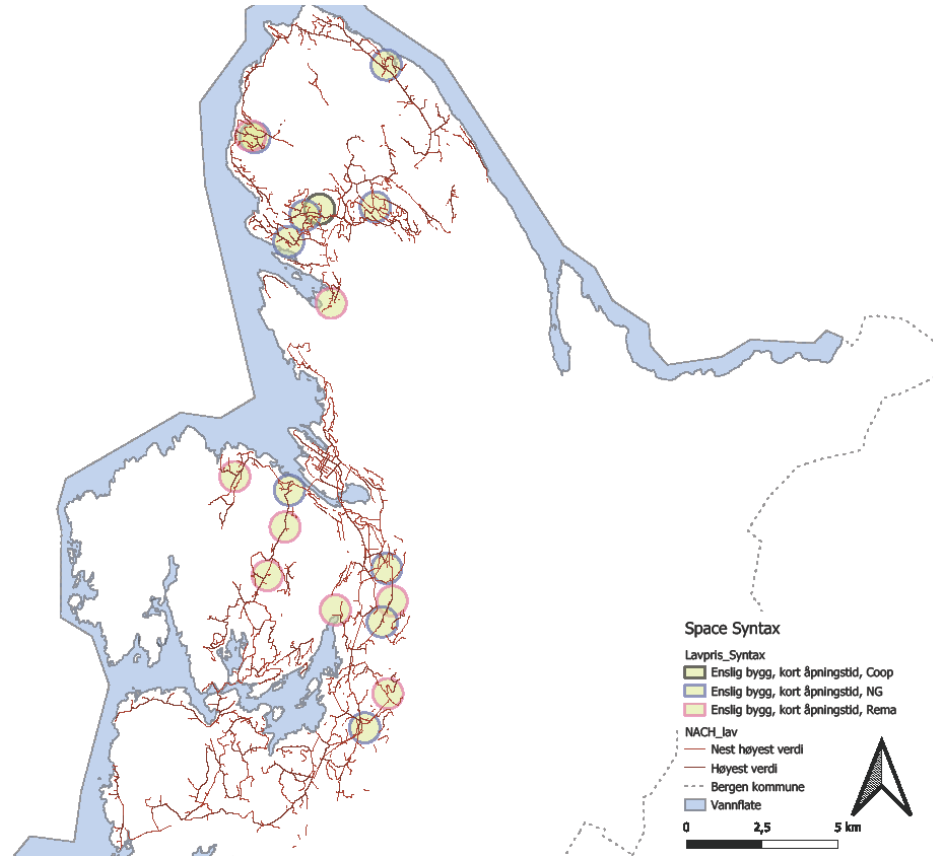 Space Syntax
Lavpris_Syntax
Enslig bygg, kort åpningstid, Coop
Enslig bygg, kort åpningstid, NG
Enslig bygg, kort åpningstid, Rema
NACH_lav
Nest høyest verdi
Høyest verdi
Bergen kommune
Vannflate
0 2,5 5 km